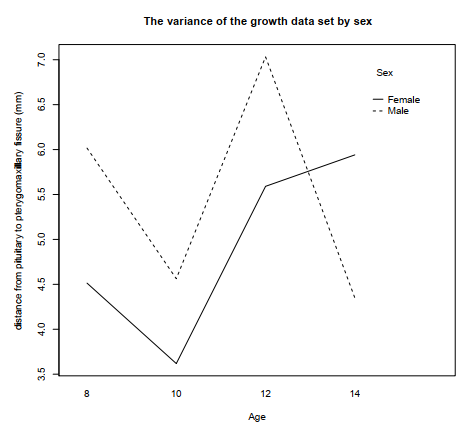 The variance of the growth data set by sex
distance from pituitary to pterygomaxillary fissure (mm)
7.0
6.5
6.0
5.5
5.0
4.5
4.0
3.5
Sex
Female
Male
8 10 12 14
Age